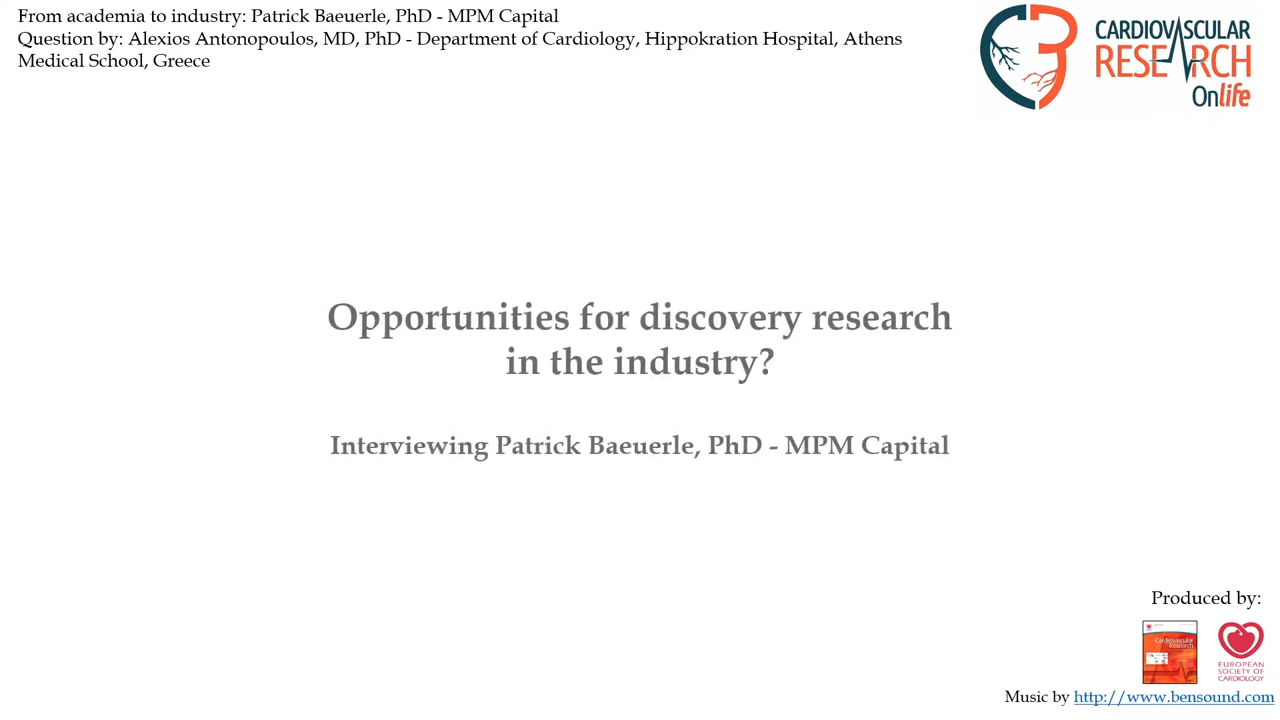 From academia to industry: Patrick Baeuerle, PhD - MPM Capital
Question by: Alexios Antonopoulos, MD, PhD - Department of Cardiology, Hippokration Hospital, Athens
Medical School, Greece
CARDIOVASCULAR
RESEARCH
Onlife
Opportunities for discovery research
in the industry?
Interviewing Patrick Baeuerle, PhD - MPM Capital
Produced by:
Cardiovascular
Research
EUROPEAN
SOCIETY OF
CARDIOLOGY
Music by http://www.bensound.com